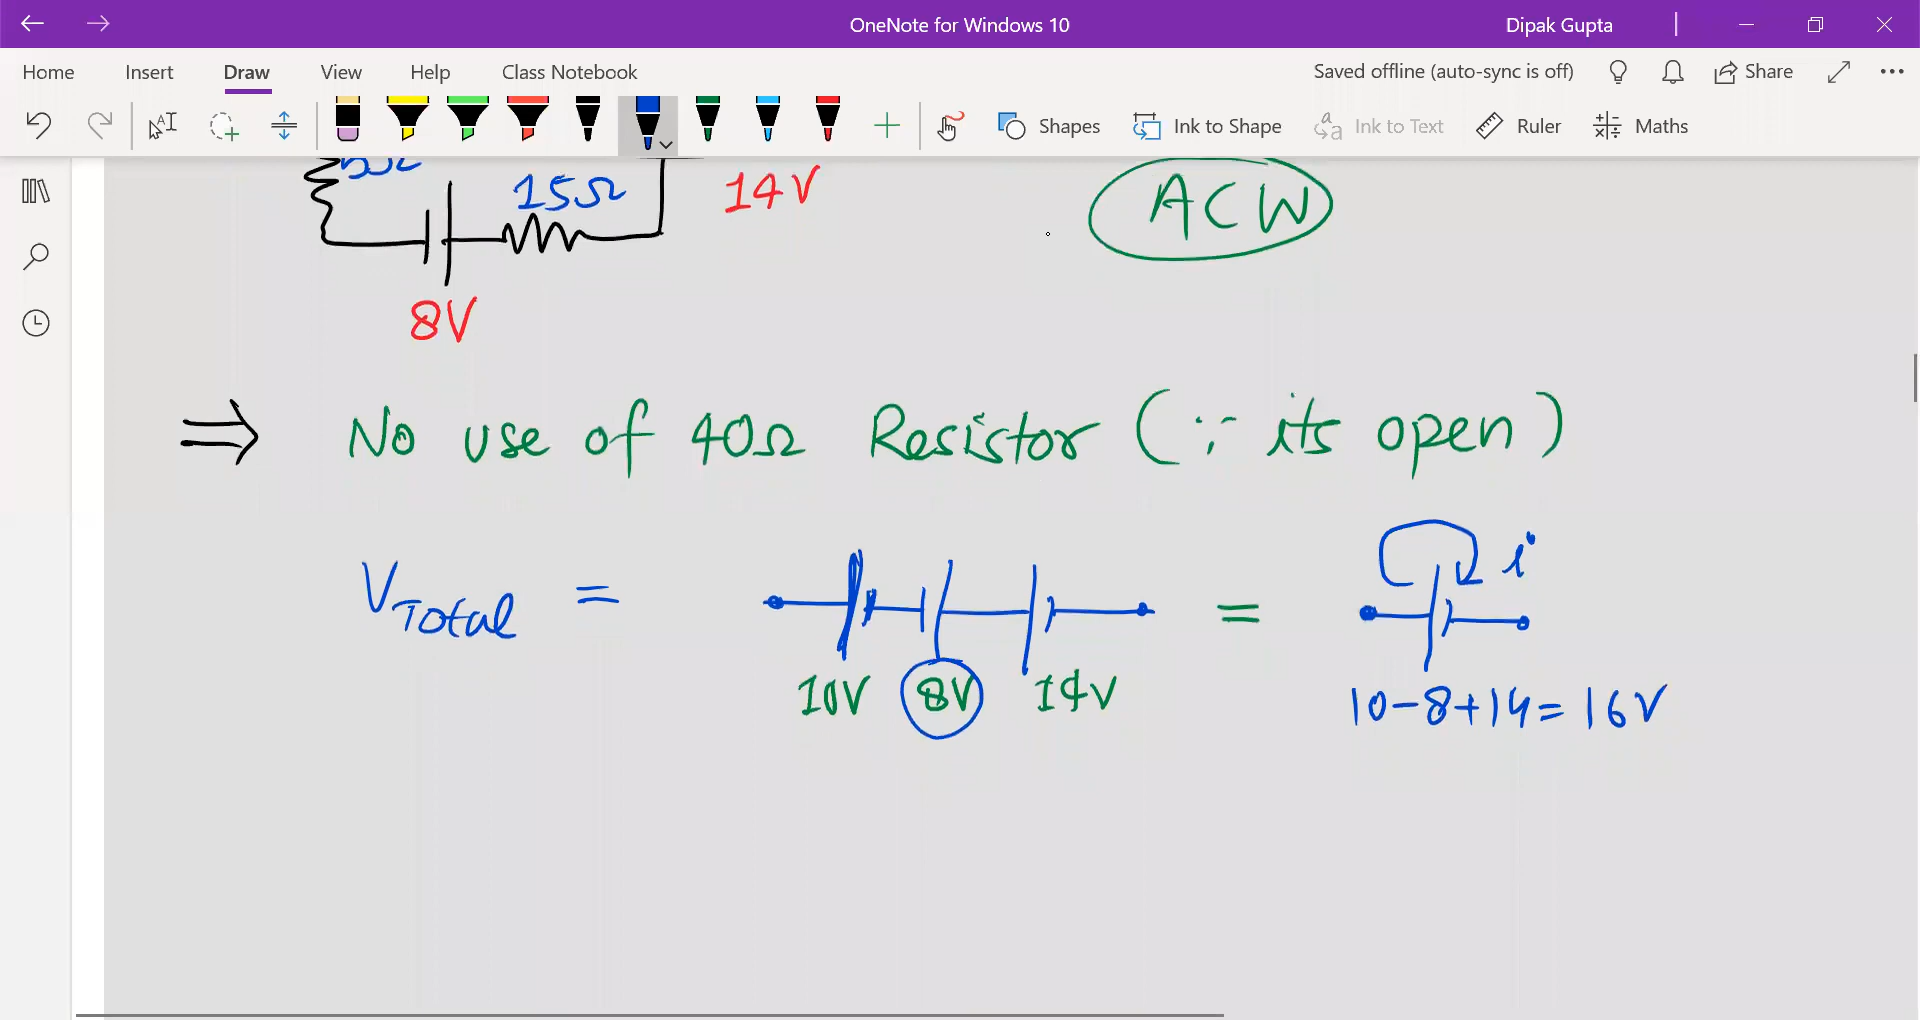 OneNote for Windows 10
Dipak Gupta
Home Insert Draw View Help Class Notebook
Saved offline (auto-sync is off) Share
Shapes Ink to Shape Ink to Text Ruler Maths
15Ω 14V
ACW
8V
⇒ No use of 40Ω Resistor (∵ its open)
V Total = = i
10V 8V 14V
10-8+14= 16V